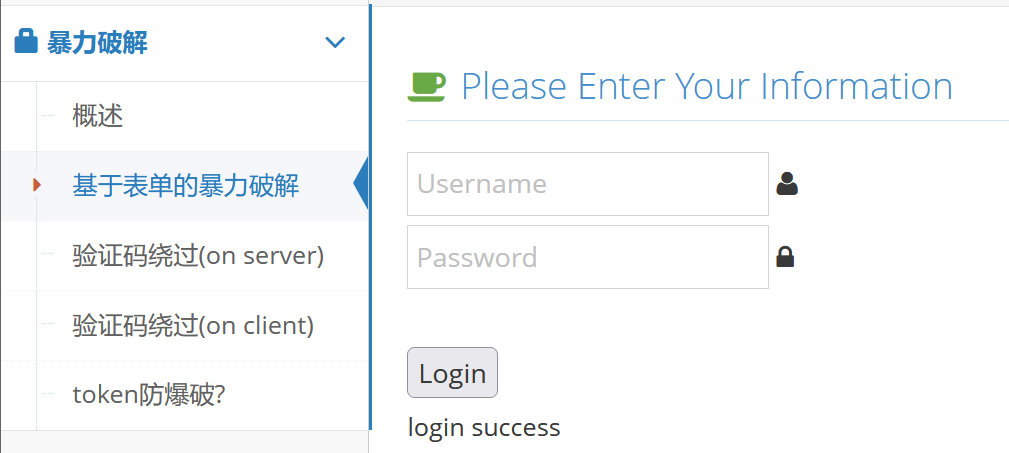 暴力破解
概述
基于表单的暴力破解
验证码绕过(on server)
验证码绕过(on client)
token防爆破?
Please Enter Your Information
Username
Password
Login
login success